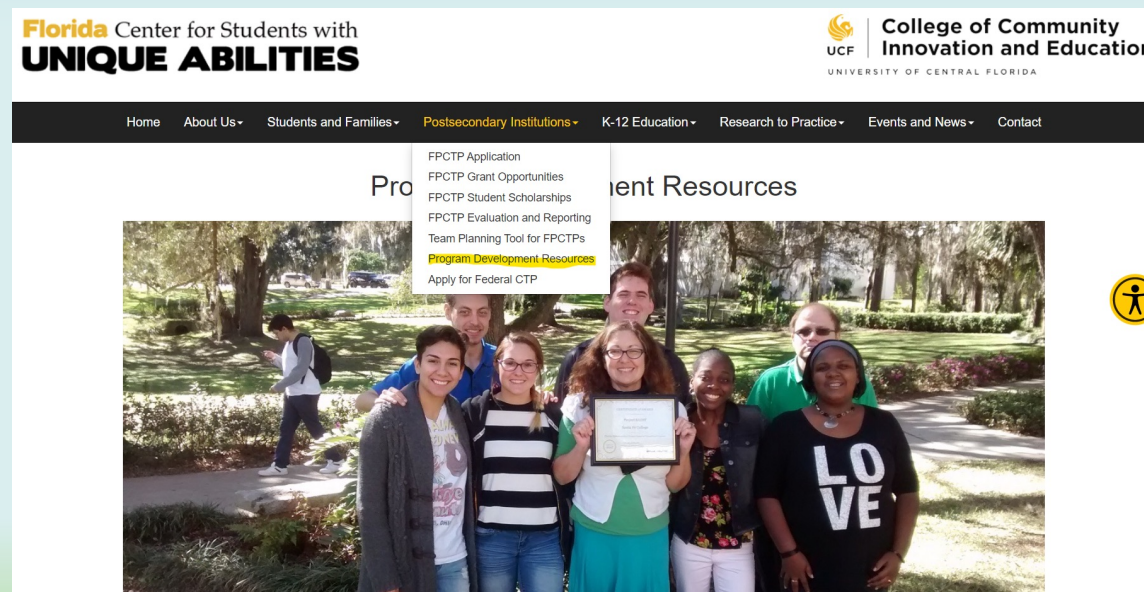 Florida Center for Students with
UNIQUE ABILITIES
UCF
College of Community
Innovation and Education
UNIVERSITY OF CENTRAL FLORIDA
Home About Us Students and Families Postsecondary Institutions K-12 Education Research to Practice Events and News Contact
FPCTP Application
FPCTP Grant Opportunities
FPCTP Student Scholarships
FPCTP Evaluation and Reporting
Team Planning Tool for FPCTPs
Program Development Resources
Apply for Federal CTP
Pro ent Resources
LO
VE